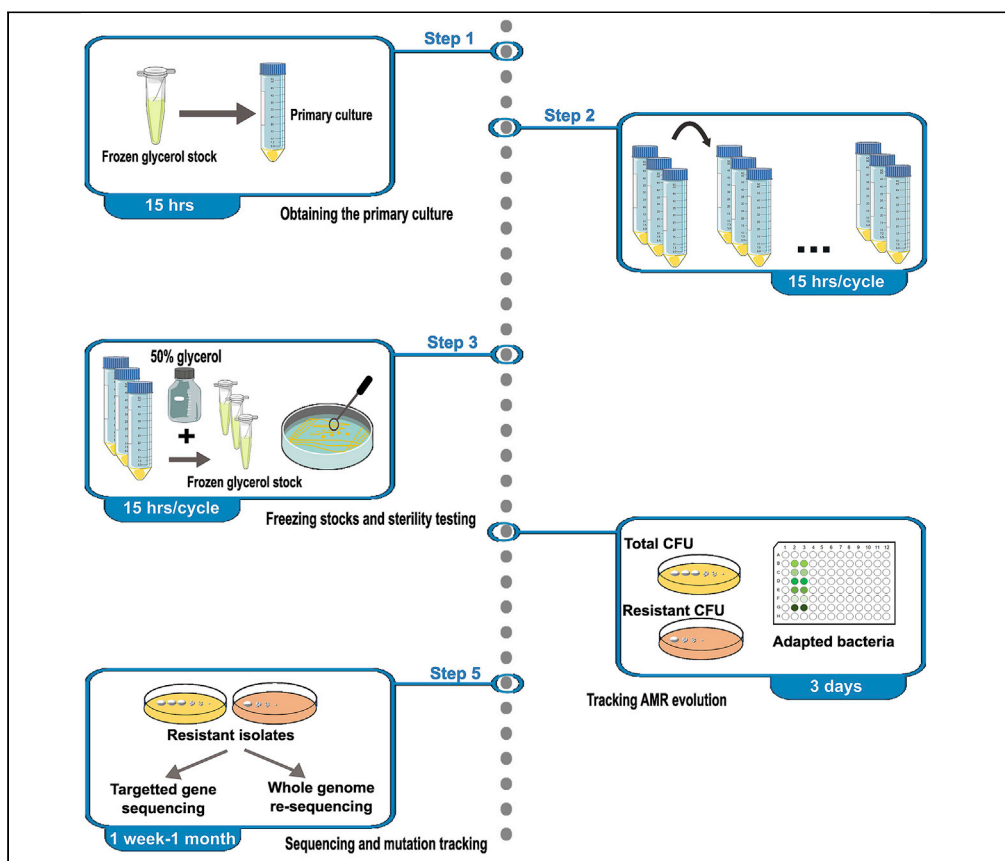 Step 1
Primary culture
Frozen glycerol stock
15 hrs
Obtaining the primary culture
Step 2
...
15 hrs/cycle
Step 3
50% glycerol
+
Frozen glycerol stock
15 hrs/cycle
Freezing stocks and sterility testing
Total CFU
Resistant CFU
1 2 3 4 5 6 7 8 9 10 11 12
A
B
C
D
E
F
G
H
Adapted bacteria
3 days
Tracking AMR evolution
Step 5
Resistant isolates
Targetted gene
sequencing
Whole genome
re-sequencing
1 week-1 month
Sequencing and mutation tracking